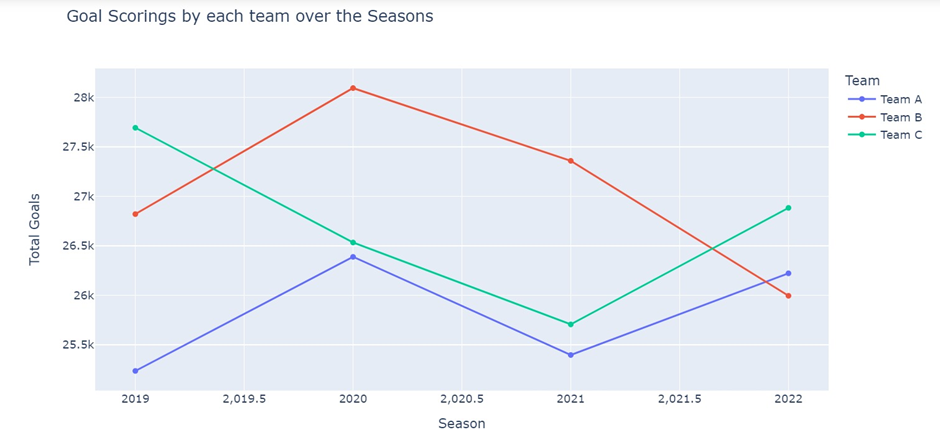 Goal Scorings by each team over the Seasons
Team
Team A
Team B
Team C
Total Goals
28k
27.5k
27k
26.5k
26k
25.5k
2019 2,019.5 2020 2,020.5 2021 2,021.5 2022
Season